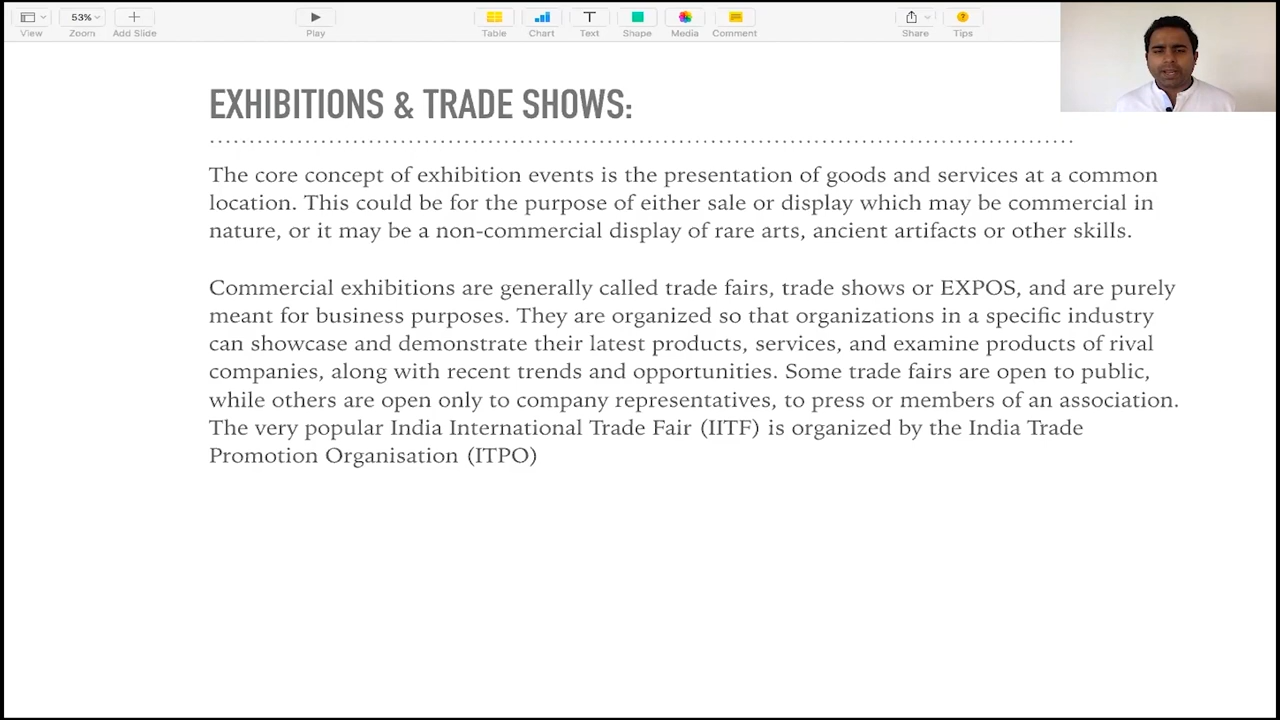 53%
View
Zoom
Add Slide
Play
Table
Chart
Text
Shape
Media
Comment
Share
Tips
EXHIBITIONS & TRADE SHOWS:
The core concept of exhibition events is the presentation of goods and services at a common
location. This could be for the purpose of either sale or display which may be commercial in
nature, or it may be a non-commercial display of rare arts, ancient artifacts or other skills.
Commercial exhibitions are generally called trade fairs, trade shows or EXPOS, and are purely
meant for business purposes. They are organized so that organizations in a specific industry
can showcase and demonstrate their latest products, services, and examine products of rival
companies, along with recent trends and opportunities. Some trade fairs are open to public,
while others are open only to company representatives, to press or members of an association.
The very popular India International Trade Fair (IITF) is organized by the India Trade
Promotion Organisation (ITPO)